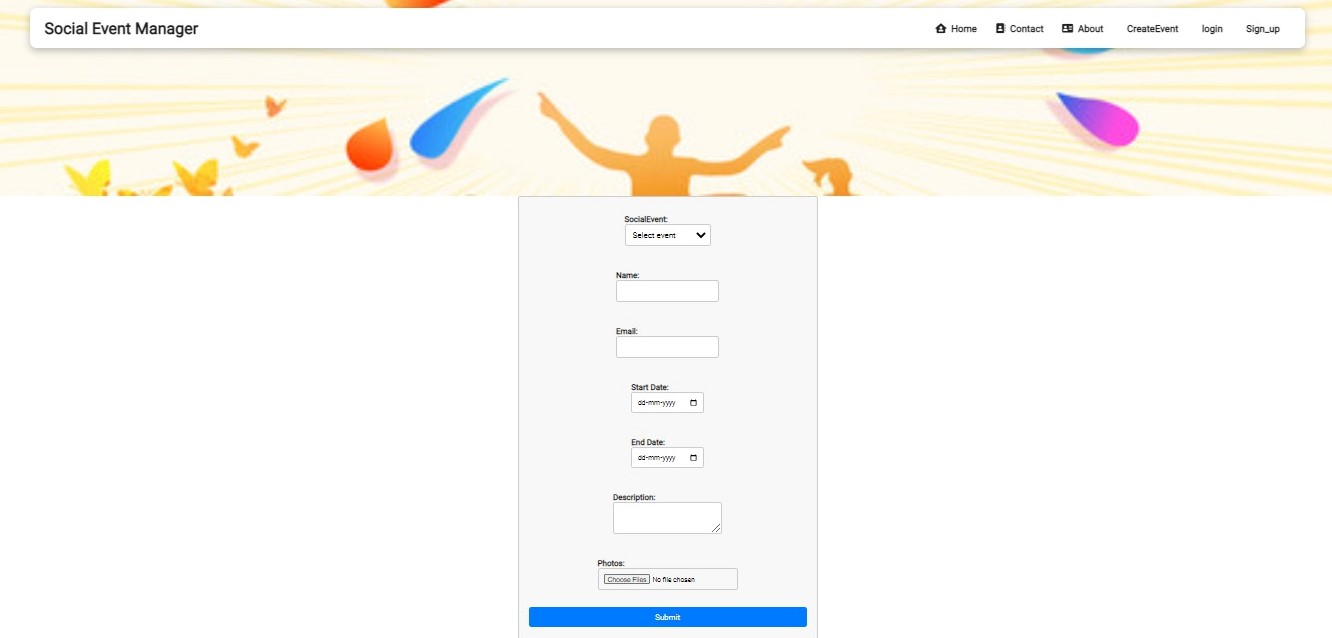 Social Event Manager
Home Contact About CreateEvent login Sign_up
SocialEvent:
Select event
Name:
Email:
Start Date:
dd-mm-yyyy
End Date:
dd-mm-yyyy
Description:
Photos:
Choose Files No file chosen
Submit